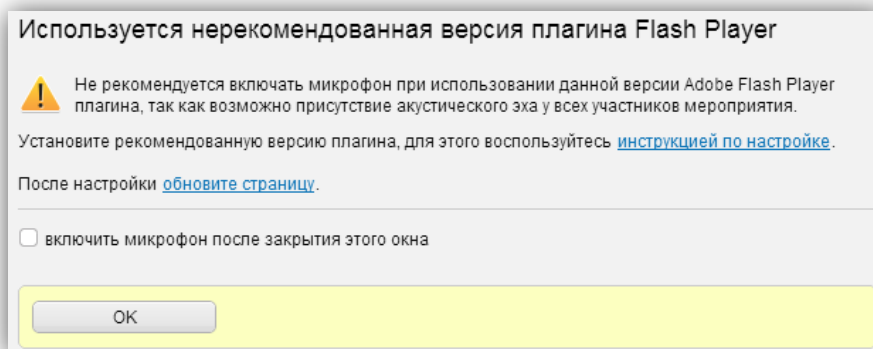 Используется нерекомендованная версия плагина Flash Player
Не рекомендуется включать микрофон при использовании данной версии Adobe Flash Player
плагина, так как возможно присутствие акустического эха у всех участников мероприятия.
Установите рекомендованную версию плагина, для этого воспользуйтесь инструкцией по настройке.
После настройки обновите страницу.
включить микрофон после закрытия этого окна
OK